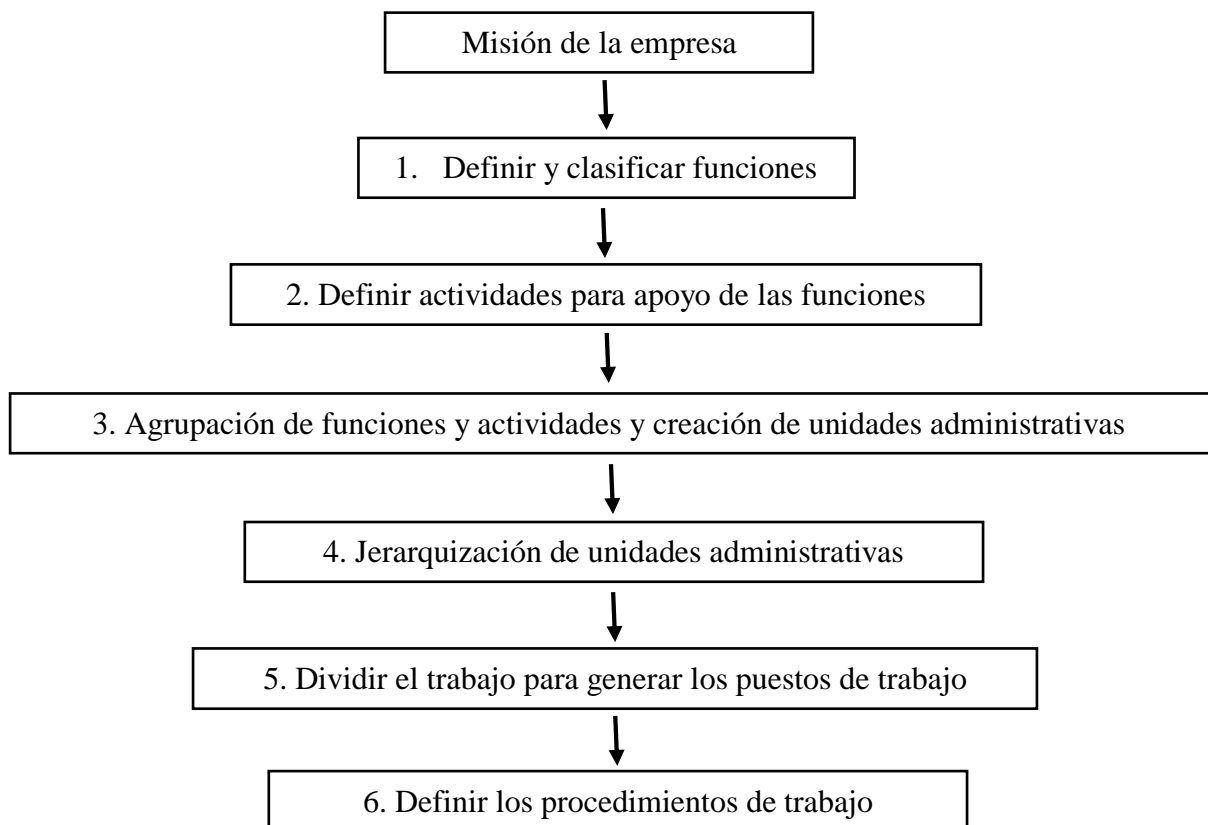 Misión de la empresa
1. Definir y clasificar funciones
2. Definir actividades para apoyo de las funciones
3. Agrupación de funciones y actividades y creación de unidades administrativas
4. Jerarquización de unidades administrativas
5. Dividir el trabajo para generar los puestos de trabajo
6. Definir los procedimientos de trabajo